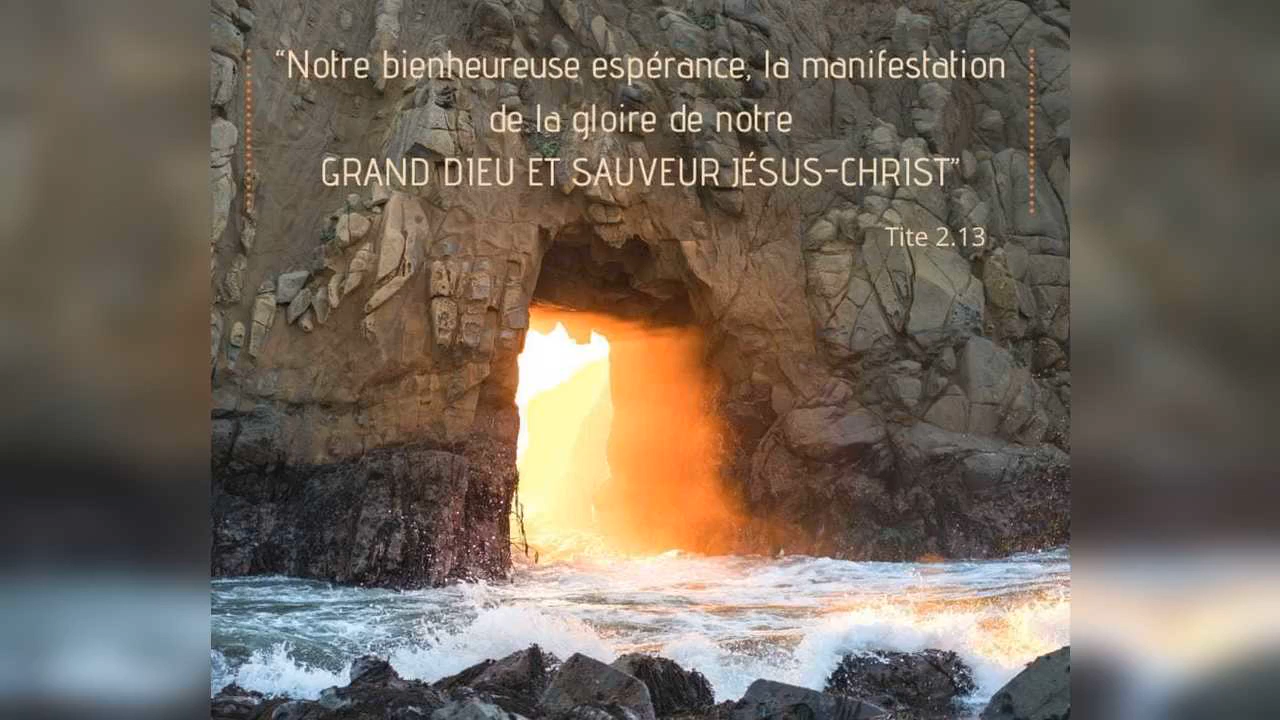 “Notre bienheureuse espérance, la manifestation
de la gloire de notre
GRAND DIEU ET SAUVEUR JÉSUS-CHRIST”
Tite 2.13